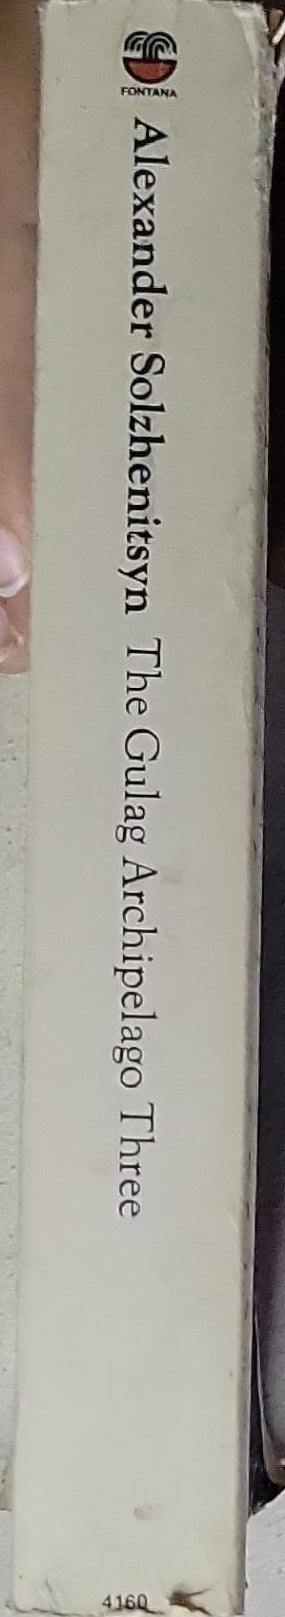 FONTANA
Alexander Solzhenitsyn The Gulag Archipelago Three
4160